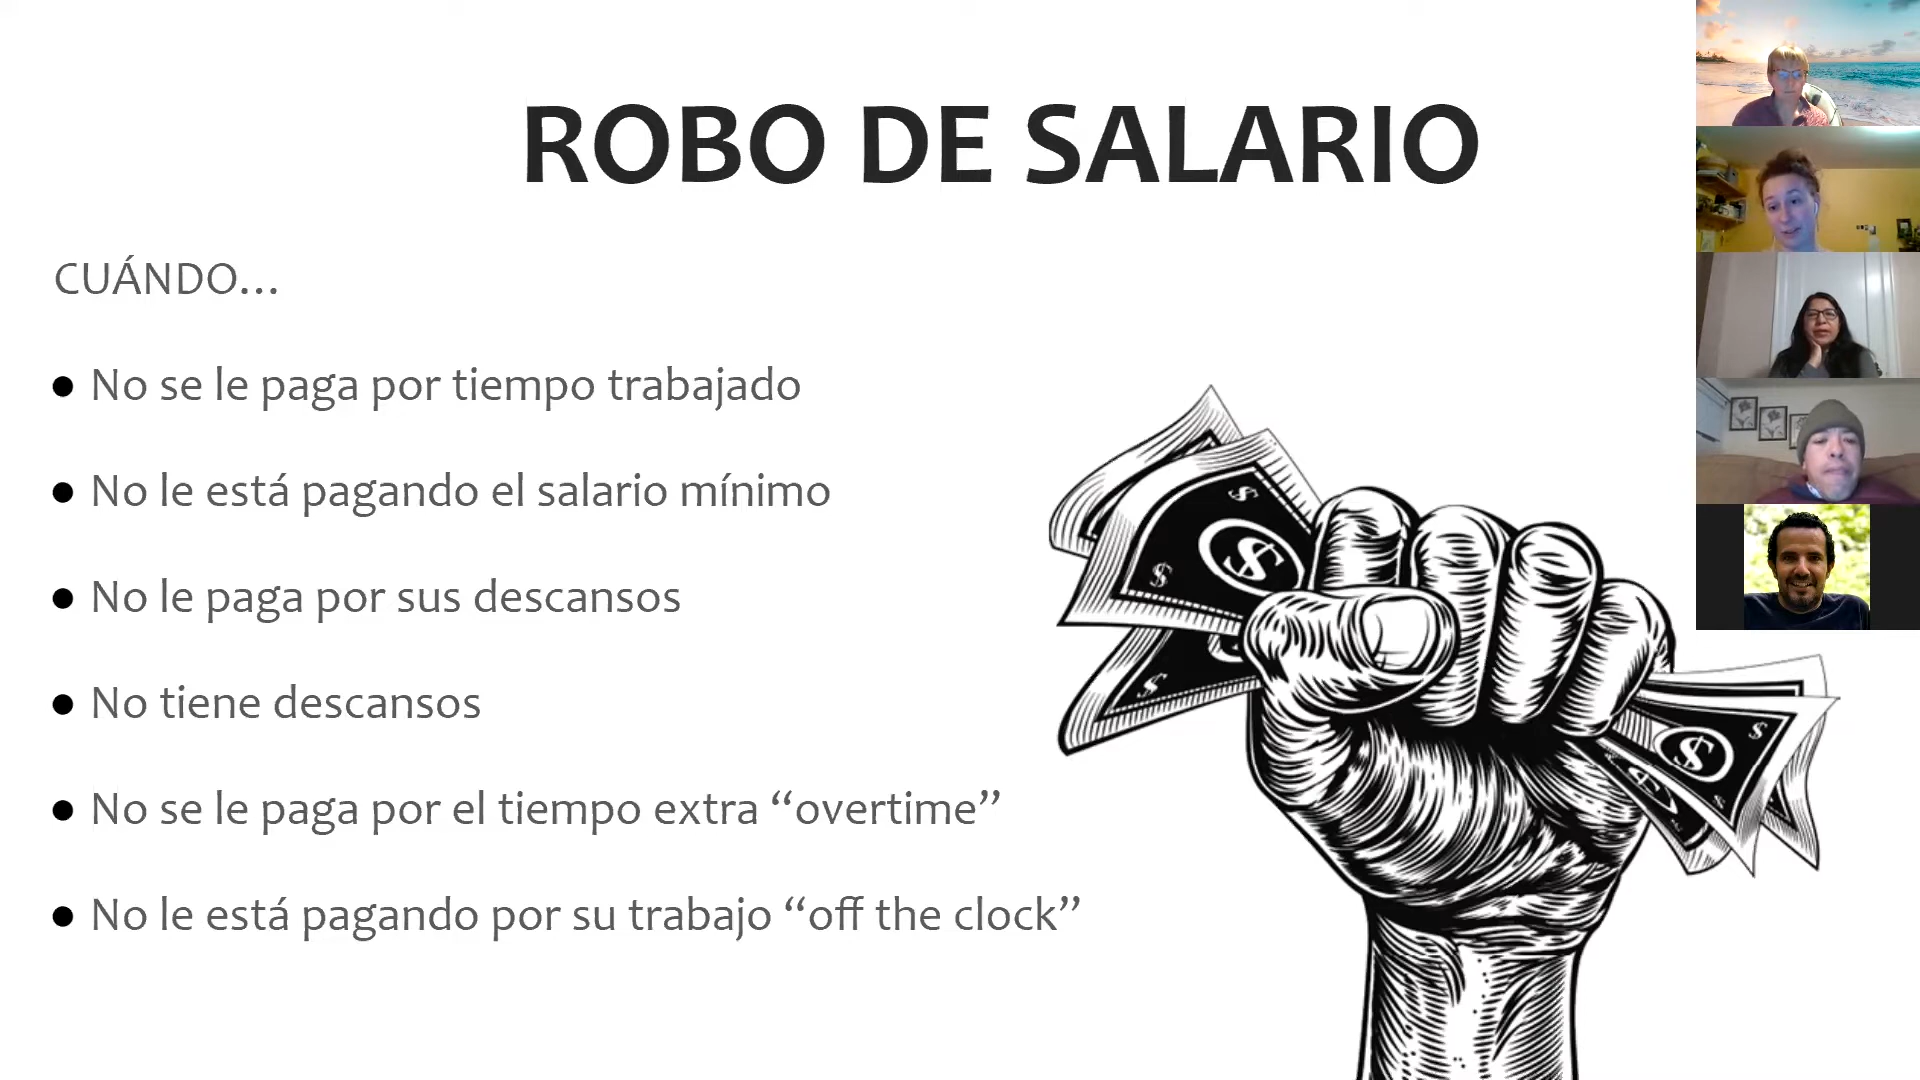 ROBO DE SALARIO
CUÁNDO...
● No se le paga por tiempo trabajado
● No le está pagando el salario mínimo
● No le paga por sus descansos
● No tiene descansos
● No se le paga por el tiempo extra “overtime”
● No le está pagando por su trabajo “off the clock”